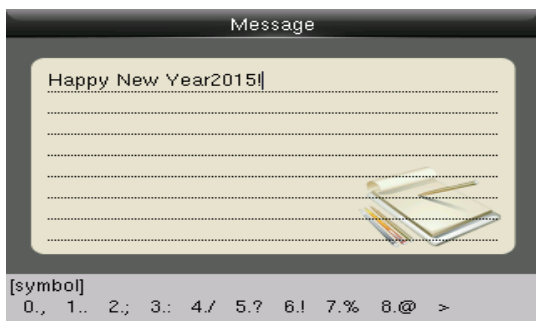 Message
Happy New Year2015!
[symbol]
0., 1.. 2.; 3.: 4./ 5.? 6.! 7.% 8.@ >